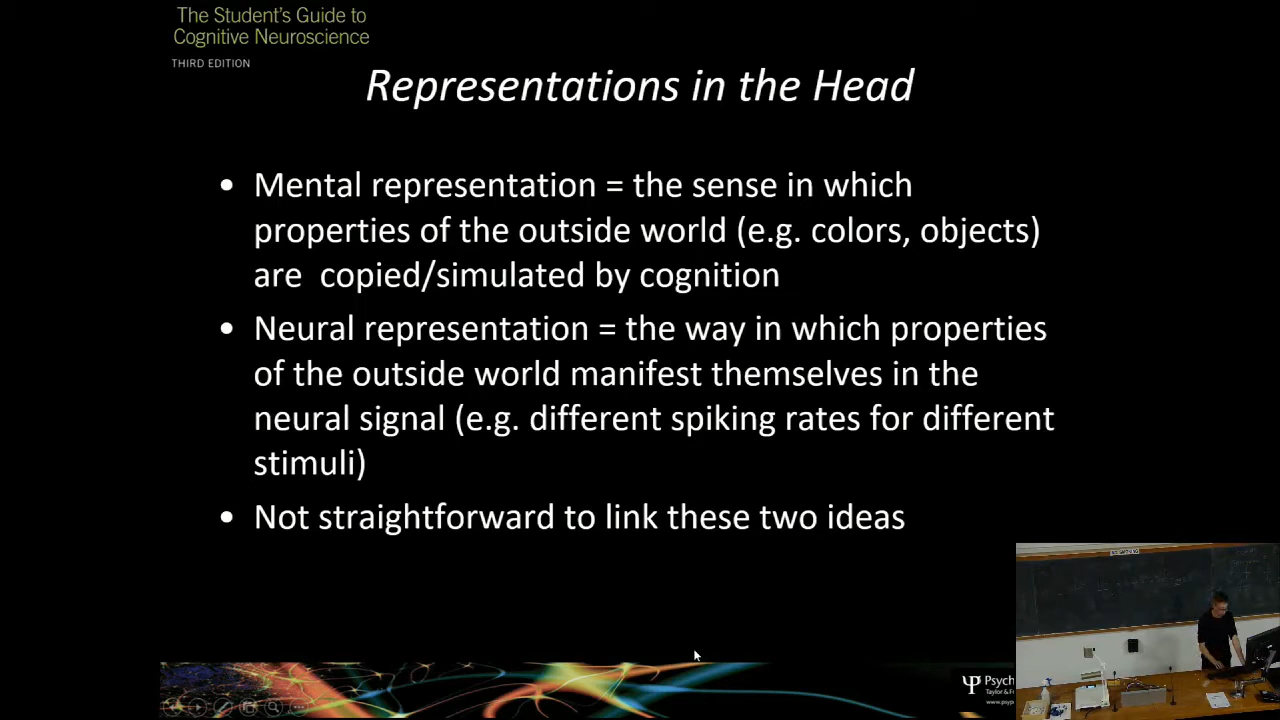 The Student's Guide to
Cognitive Neuroscience
THIRD EDITION
Representations in the Head
• Mental representation = the sense in which
properties of the outside world (e.g. colors, objects)
are  copied/simulated by cognition
• Neural representation = the way in which properties
of the outside world manifest themselves in the
neural signal (e.g. different spiking rates for different
stimuli)
• Not straightforward to link these two ideas
Psych
Taylor & Fr
www.psyp